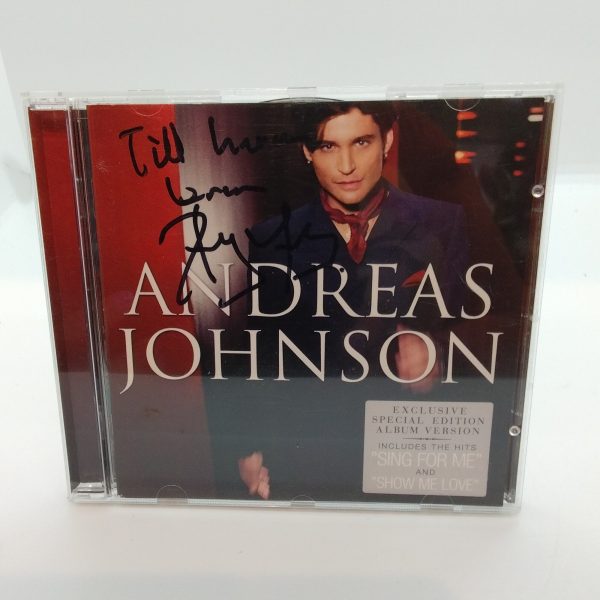 Till
ANDREAS
JOHNSON
EXCLUSIVE
SPECIAL EDITION
ALBUM VERSION
INCLUDES THE HITS
"SING FOR ME"
AND
"SHOW ME LOVE"